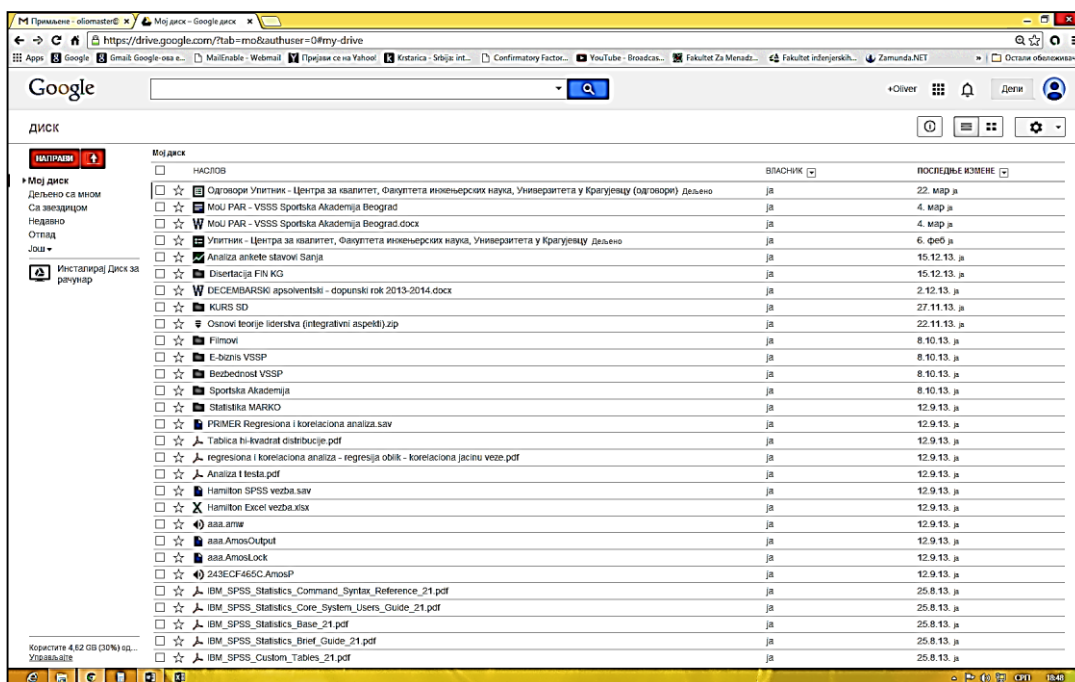 Примљене - oliomaster@ x Мој диск – Google диск x
https://drive.google.com/?tab=mo&authuser=0#my-drive
Apps Google Gmail: Google-ова е... MailEnable - Webmail Пријави се на Yahoo! Krstarica - Srbija: int... Confirmatory Factor... YouTube - Broadcas... Fakultet Za Menadz... Fakultet inženjerskih... Zamunda.NET » Остали обележивач
Google +Oliver Дели
ДИСК
НАПРАВИ
Мој диск
Дељено са мном
Са звездицом
Недавно
Отпад
Још
Инсталирај Диск за
рачунар
Користите 4,62 GB (30%) од...
Управљајте
Мој диск
НАСЛОВ ВЛАСНИК ПОСЛЕДЊЕ ИЗМЕНЕ
Одговори Упитник - Центра за квалитет, Факултета инжењерских наука, Универзитета у Крагујевцу (одговори) Дељено ја 22. мар ја
MoU PAR - VSSS Sportska Akademija Beograd ја 4. мар ја
MoU PAR - VSSS Sportska Akademija Beograd.docx ја 4. мар ја
Упитник - Центра за квалитет, Факултета инжењерских наука, Универзитета у Крагујевцу Дељено ја 6. феб ја
Analiza ankete stavovi Sanja ја 15.12.13. ја
Disertacija FIN KG ја 15.12.13. ја
DECEMBARSKI apsolventski - dopunski rok 2013-2014.docx ја 2.12.13. ја
KURS SD ја 27.11.13. ја
Osnovi teorije liderstva (integrativni aspekti).zip ја 22.11.13. ја
Filmovi ја 8.10.13. ја
E-biznis VSSP ја 8.10.13. ја
Bezbednost VSSP ја 8.10.13. ја
Sportska Akademija ја 8.10.13. ја
Statistika MARKO ја 12.9.13. ја
PRIMER Regresiona i korelaciona analiza.sav ја 12.9.13. ја
Tablica hi-kvadrat distribucije.pdf ја 12.9.13. ја
regresiona i korelaciona analiza - regresija oblik - korelaciona jacinu veze.pdf ја 12.9.13. ја
Analiza t testa.pdf ја 12.9.13. ја
Hamilton SPSS vezba.sav ја 12.9.13. ја
Hamilton Excel vezba.xlsx ја 12.9.13. ја
aaa.amw ја 12.9.13. ја
aaa.AmosOutput ја 12.9.13. ја
aaa.AmosLock ја 12.9.13. ја
243ECF465C.AmosP ја 12.9.13. ја
IBM_SPSS_Statistics_Command_Syntax_Reference_21.pdf ја 25.8.13. ја
IBM_SPSS_Statistics_Core_System_Users_Guide_21.pdf ја 25.8.13. ја
IBM_SPSS_Statistics_Base_21.pdf ја 25.8.13. ја
IBM_SPSS_Statistics_Brief_Guide_21.pdf ја 25.8.13. ја
IBM_SPSS_Custom_Tables_21.pdf ја 25.8.13. ја
СРП 18:48